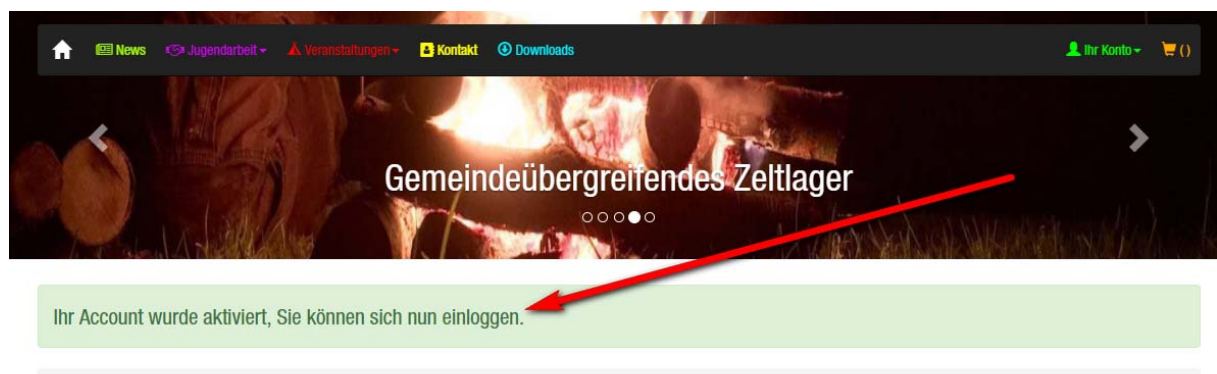 News Jugendarbeit Veranstaltungen Kontakt Downloads Ihr Konto ()
Gemeindeübergreifendes Zeltlager
Ihr Account wurde aktiviert, Sie können sich nun einloggen.